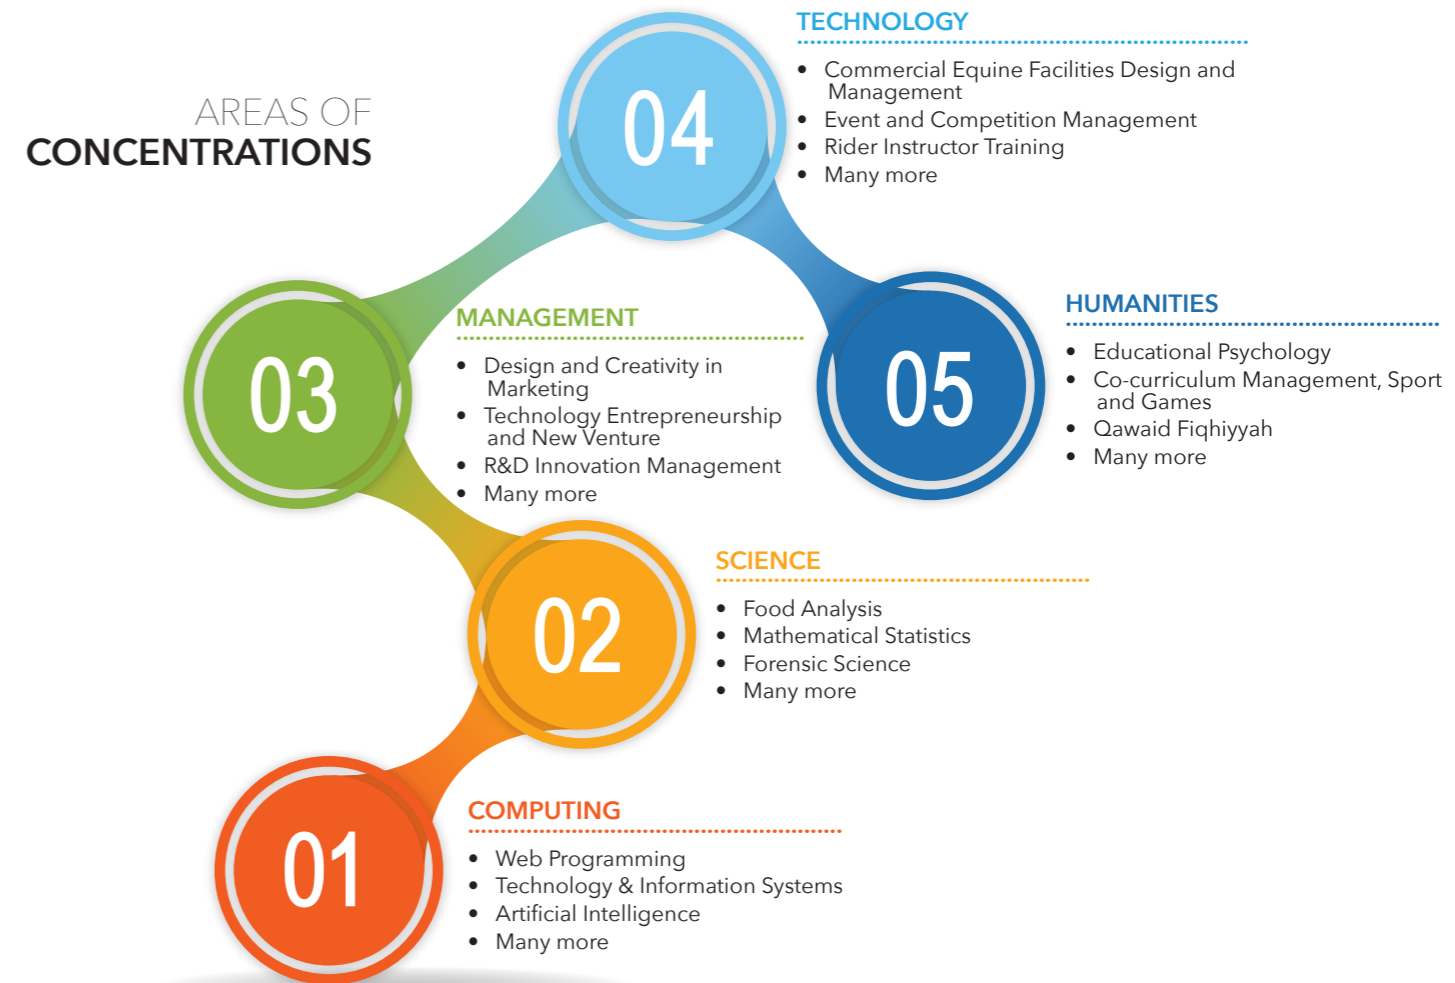 AREAS OF
CONCENTRATIONS
04
TECHNOLOGY
• Commercial Equine Facilities Design and
Management
• Event and Competition Management
• Rider Instructor Training
• Many more
03
MANAGEMENT
• Design and Creativity in
Marketing
• Technology Entrepreneurship
and New Venture
• R&D Innovation Management
• Many more
05
HUMANITIES
• Educational Psychology
• Co-curriculum Management, Sport
and Games
• Qawaid Fiqhiyyah
• Many more
02
SCIENCE
• Food Analysis
• Mathematical Statistics
• Forensic Science
• Many more
01
COMPUTING
• Web Programming
• Technology & Information Systems
• Artificial Intelligence
• Many more